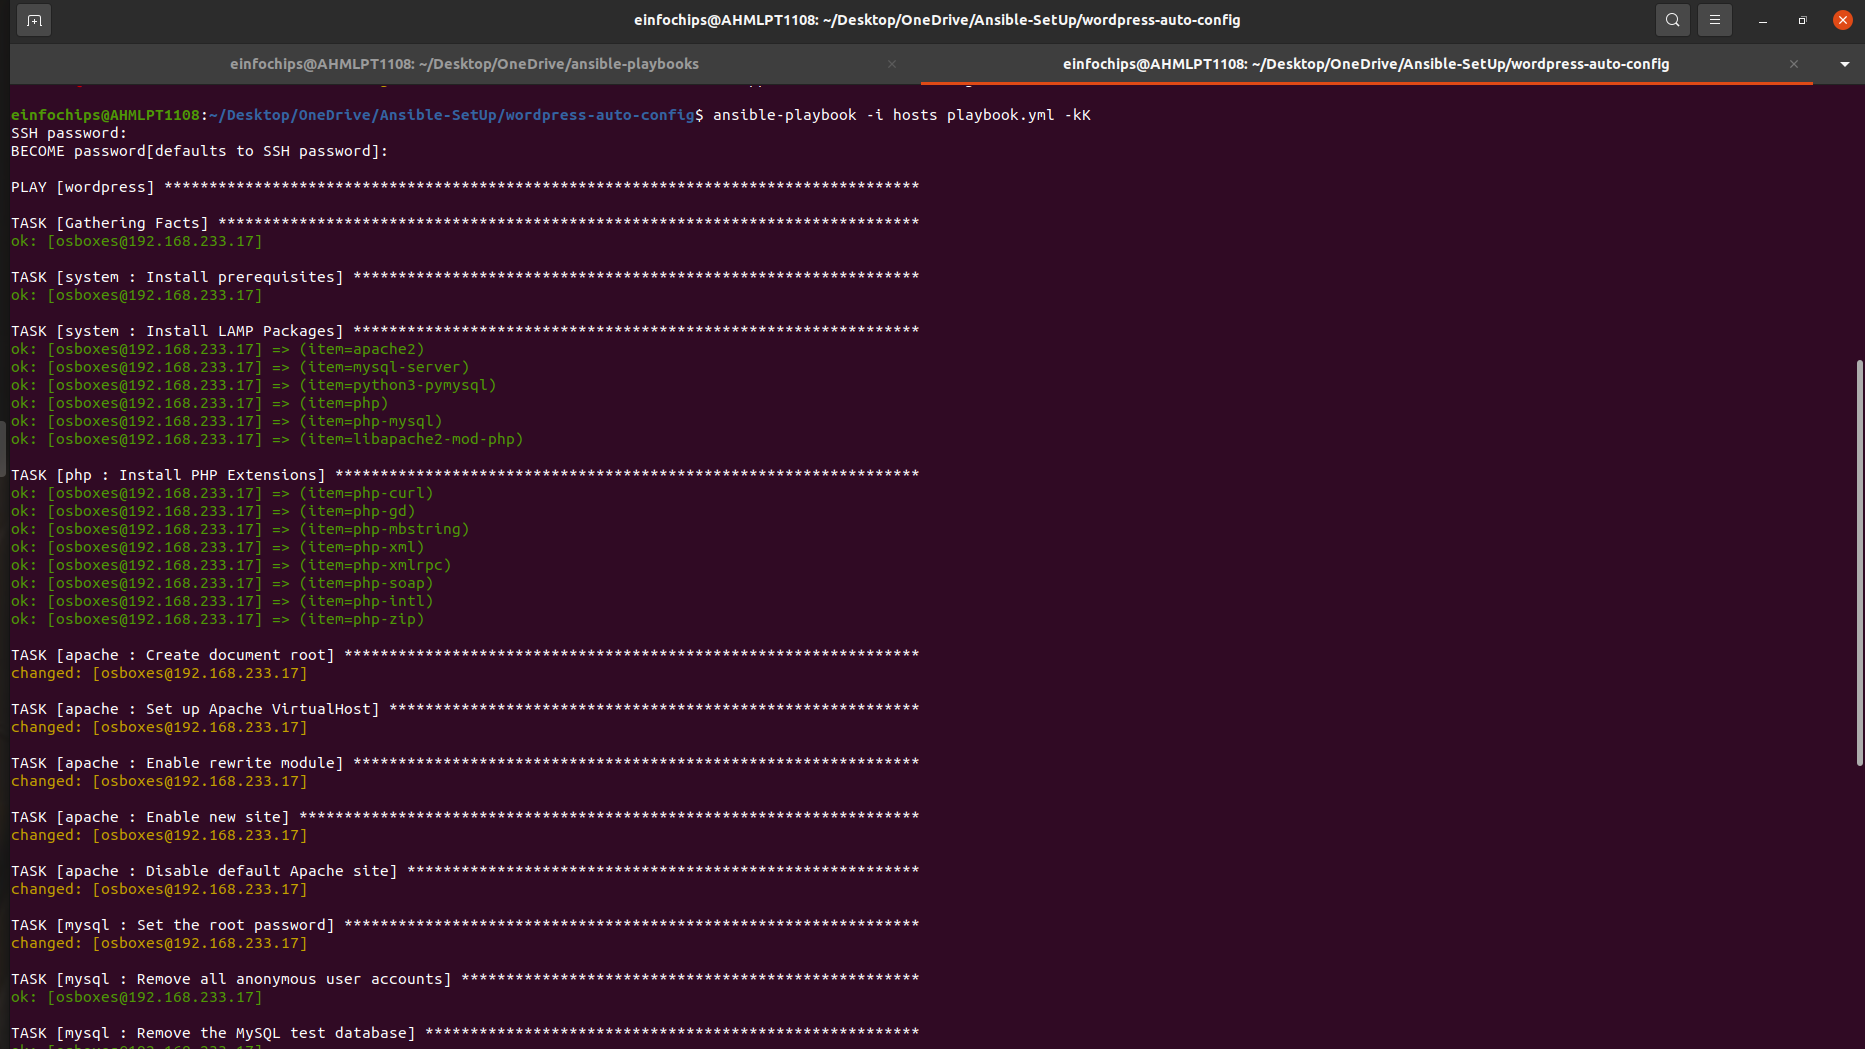 einfochips@AHMLPT1108: ~/Desktop/OneDrive/Ansible-SetUp/wordpress-auto-config
einfochips@AHMLPT1108: ~/Desktop/OneDrive/ansible-playbooks
einfochips@AHMLPT1108: ~/Desktop/OneDrive/Ansible-SetUp/wordpress-auto-config
einfochips@AHMLPT1108:~/Desktop/OneDrive/Ansible-SetUp/wordpress-auto-config$ ansible-playbook -i hosts playbook.yml -kK
SSH password:
BECOME password[defaults to SSH password]:
PLAY [wordpress] ************************************************************************************
TASK [Gathering Facts] ******************************************************************************
ok: [osboxes@192.168.233.17]
TASK [system : Install prerequisites] ***************************************************************
ok: [osboxes@192.168.233.17]
TASK [system : Install LAMP Packages] ***************************************************************
ok: [osboxes@192.168.233.17] => (item=apache2)
ok: [osboxes@192.168.233.17] => (item=mysql-server)
ok: [osboxes@192.168.233.17] => (item=python3-pymysql)
ok: [osboxes@192.168.233.17] => (item=php)
ok: [osboxes@192.168.233.17] => (item=php-mysql)
ok: [osboxes@192.168.233.17] => (item=libapache2-mod-php)
TASK [php : Install PHP Extensions] *****************************************************************
ok: [osboxes@192.168.233.17] => (item=php-curl)
ok: [osboxes@192.168.233.17] => (item=php-gd)
ok: [osboxes@192.168.233.17] => (item=php-mbstring)
ok: [osboxes@192.168.233.17] => (item=php-xml)
ok: [osboxes@192.168.233.17] => (item=php-xmlrpc)
ok: [osboxes@192.168.233.17] => (item=php-soap)
ok: [osboxes@192.168.233.17] => (item=php-intl)
ok: [osboxes@192.168.233.17] => (item=php-zip)
TASK [apache : Create document root] ****************************************************************
changed: [osboxes@192.168.233.17]
TASK [apache : Set up Apache VirtualHost] ***********************************************************
changed: [osboxes@192.168.233.17]
TASK [apache : Enable rewrite module] ***************************************************************
changed: [osboxes@192.168.233.17]
TASK [apache : Enable new site] *********************************************************************
changed: [osboxes@192.168.233.17]
TASK [apache : Disable default Apache site] *********************************************************
changed: [osboxes@192.168.233.17]
TASK [mysql : Set the root password] ****************************************************************
changed: [osboxes@192.168.233.17]
TASK [mysql : Remove all anonymous user accounts] ***************************************************
ok: [osboxes@192.168.233.17]
TASK [mysql : Remove the MySQL test database] *******************************************************